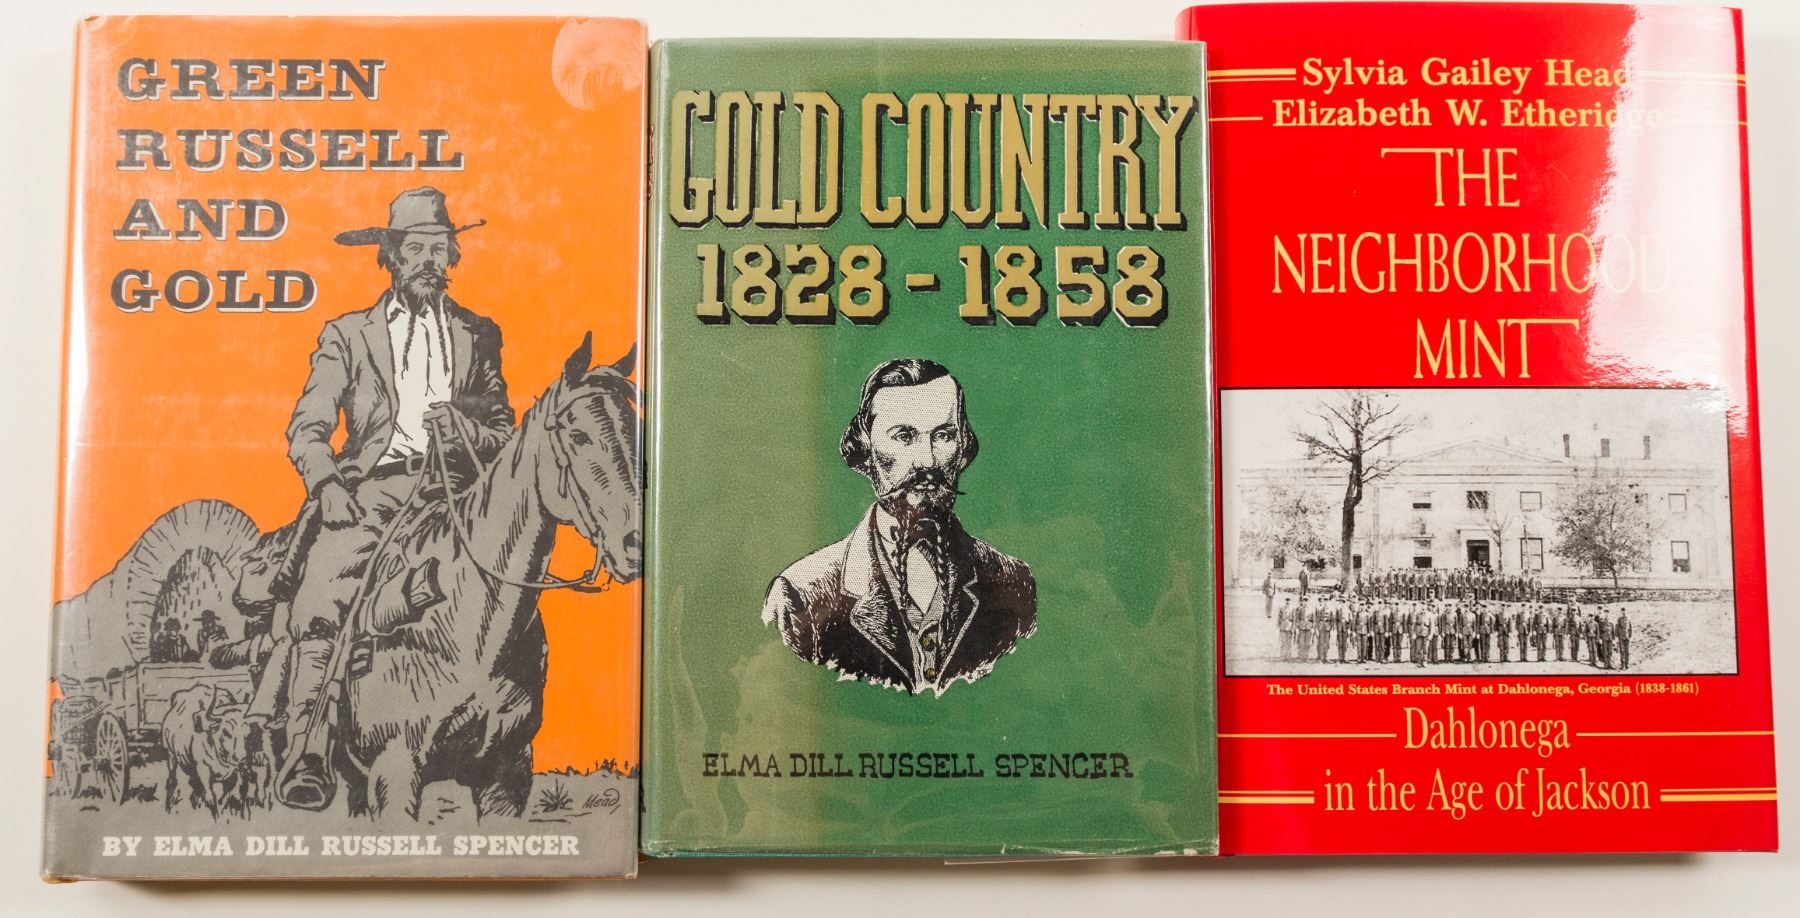 GREEN
RUSSELL
AND
GOLD
Mead
BY ELMA DILL RUSSELL SPENCER
GOLD COUNTRY
1828 - 1858
ELMA DILL RUSSELL SPENCER
Sylvia Gailey Head
Elizabeth W. Etheridge
THE
NEIGHBORHOOD
MINT
The United States Branch Mint at Dahlonega, Georgia (1838-1861)
Dahlonega
in the Age of Jackson